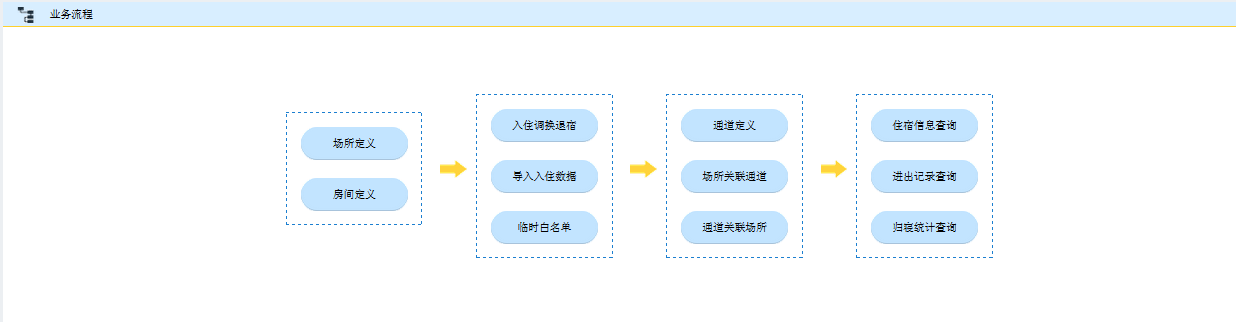 业务流程
场所定义
房间定义
入住调换退宿
导入入住数据
临时白名单
通道定义
场所关联通道
通道关联场所
住宿信息查询
进出记录查询
归寝统计查询